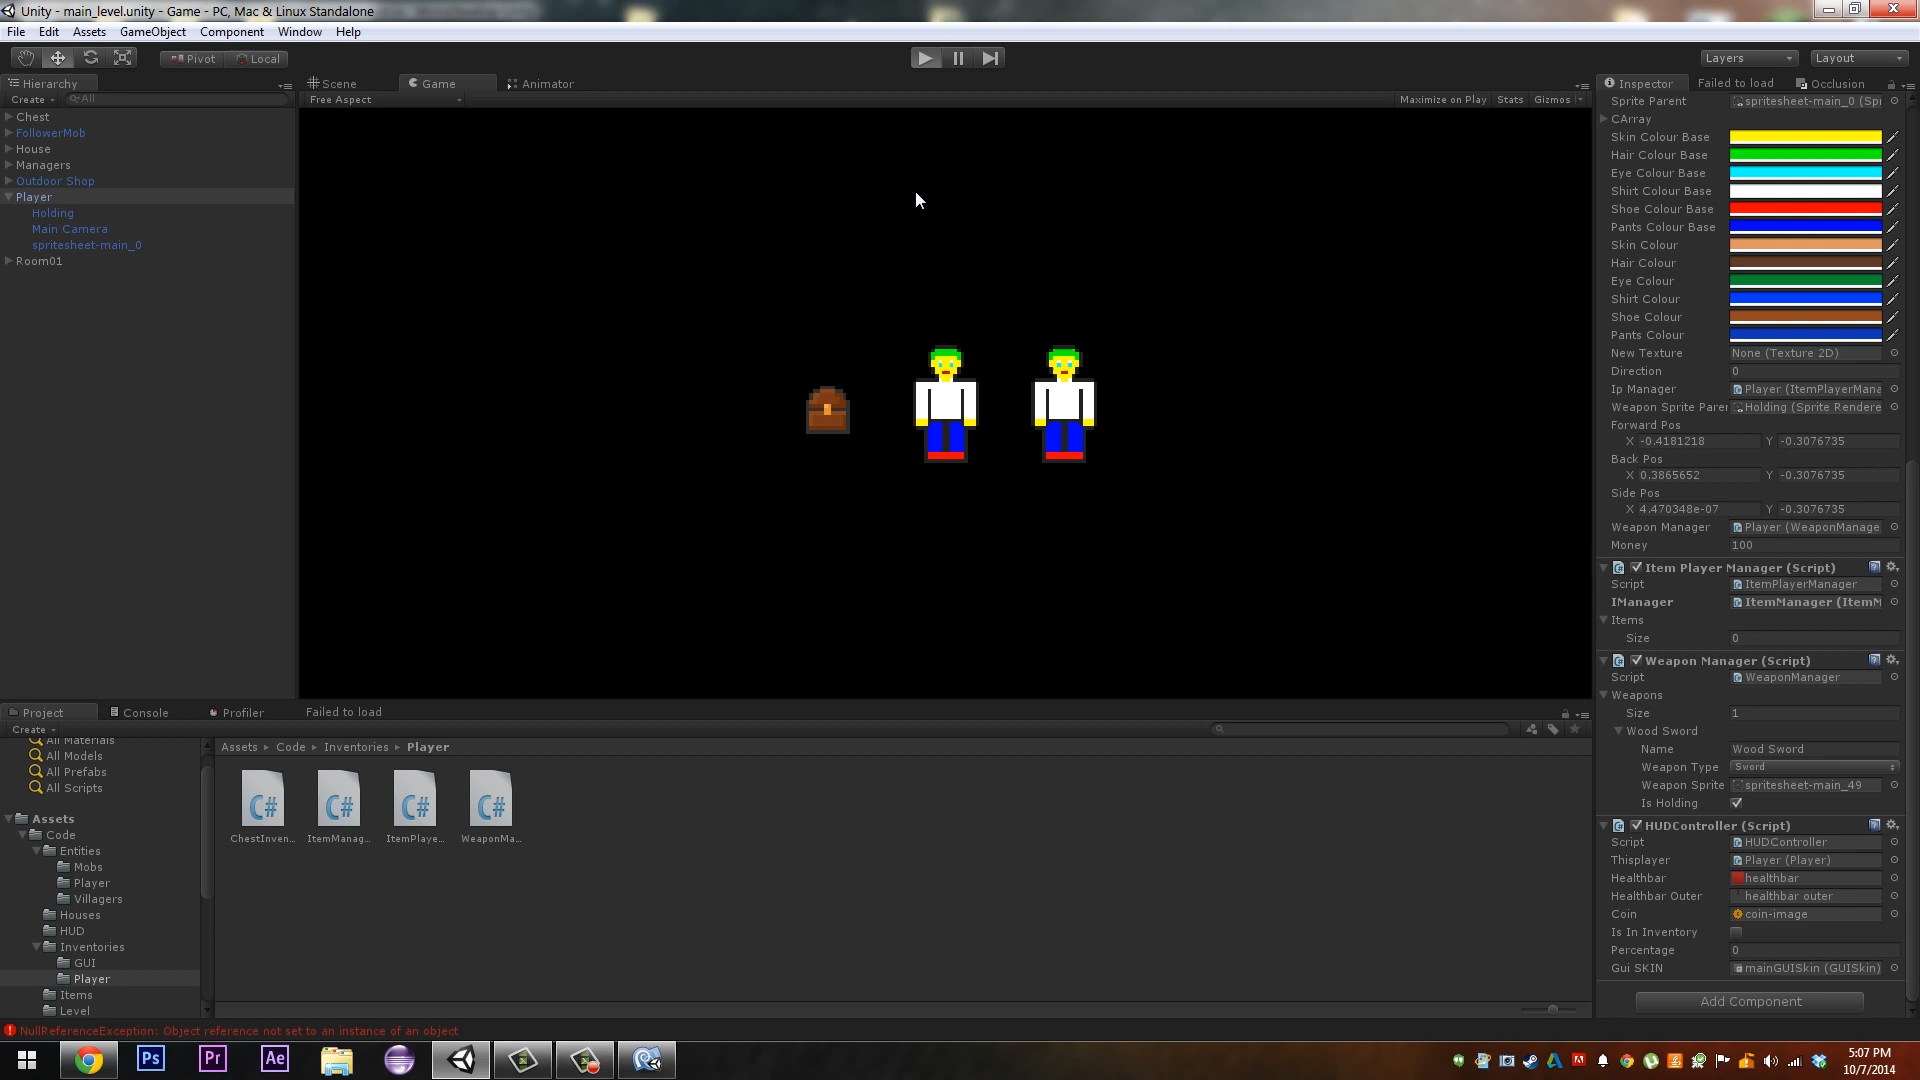 Unity - main_level.unity - Game - PC, Mac & Linux Standalone
File Edit Assets GameObject Component Window Help
Pivot Local Layers Layout
Hierarchy
Create All
Chest
FollowerMob
House
Managers
Outdoor Shop
Player
Holding
Main Camera
spritesheet-main_0
Room01
Scene Game Animator
Free Aspect Maximize on Play Stats Gizmos
Inspector Failed to load Occlusion
Sprite Parent spritesheet-main_0 (Spr
CArray
Skin Colour Base
Hair Colour Base
Eye Colour Base
Shirt Colour Base
Shoe Colour Base
Pants Colour Base
Skin Colour
Hair Colour
Eye Colour
Shirt Colour
Shoe Colour
Pants Colour
New Texture None (Texture 2D)
Direction 0
Ip Manager Player (ItemPlayerMana
Weapon Sprite Parer Holding (Sprite Rendere
Forward Pos
X -0.4181218 Y -0.3076735
Back Pos
X 0.3865652 Y -0.3076735
Side Pos
X 4.470348e-07 Y -0.3076735
Weapon Manager Player (WeaponManage
Money 100
Item Player Manager (Script)
Script ItemPlayerManager
IManager ItemManager (ItemM
Items
Size 0
Weapon Manager (Script)
Script WeaponManager
Weapons
Size 1
Wood Sword
Name Wood Sword
Weapon Type Sword
Weapon Sprite spritesheet-main_49
Is Holding
HUDController (Script)
Script HUDController
Thisplayer Player (Player)
Healthbar healthbar
Healthbar Outer healthbar outer
Coin coin-image
Is In Inventory
Percentage 0
Gui SKIN mainGUISkin (GUISkin)
Add Component
Project Console Profiler Failed to load
Create
All Materials
All Models
All Prefabs
All Scripts
Assets
Code
Entities
Mobs
Player
Villagers
Houses
HUD
Inventories
GUI
Player
Items
Level
Assets Code Inventories Player
C# C# C# C#
ChestInven... ItemManag... ItemPlaye... WeaponMa...
NullReferenceException: Object reference not set to an instance of an object
Ps Pr Ae
5:07 PM
10/7/2014